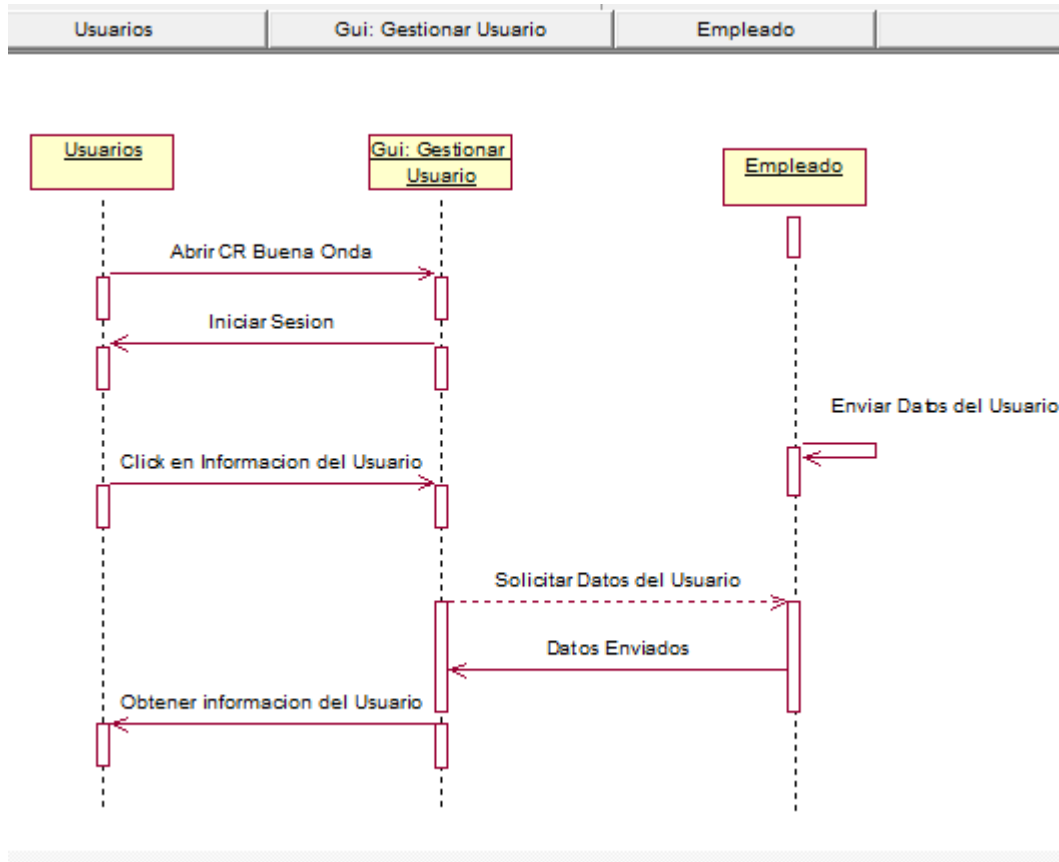 Usuarios
Gui: Gestionar Usuario
Empleado
Usuarios
Gui: Gestionar
Usuario
Empleado
Abrir CR Buena Onda
Iniciar Sesion
Enviar Datos del Usuario
Click en Informacion del Usuario
Solicitar Datos del Usuario
Datos Enviados
Obtener informacion del Usuario